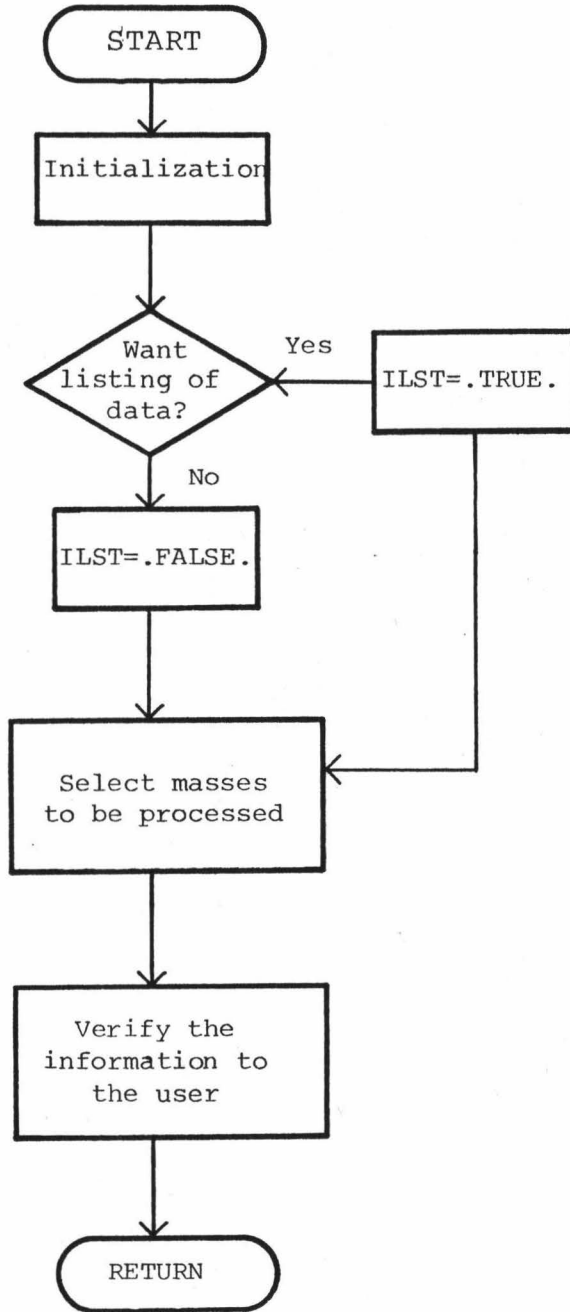 START
Initialization
Want
listing of
data?
Yes
ILST=.TRUE.
No
ILST=.FALSE.
Select masses
to be processed
Verify the
information to
the user
RETURN